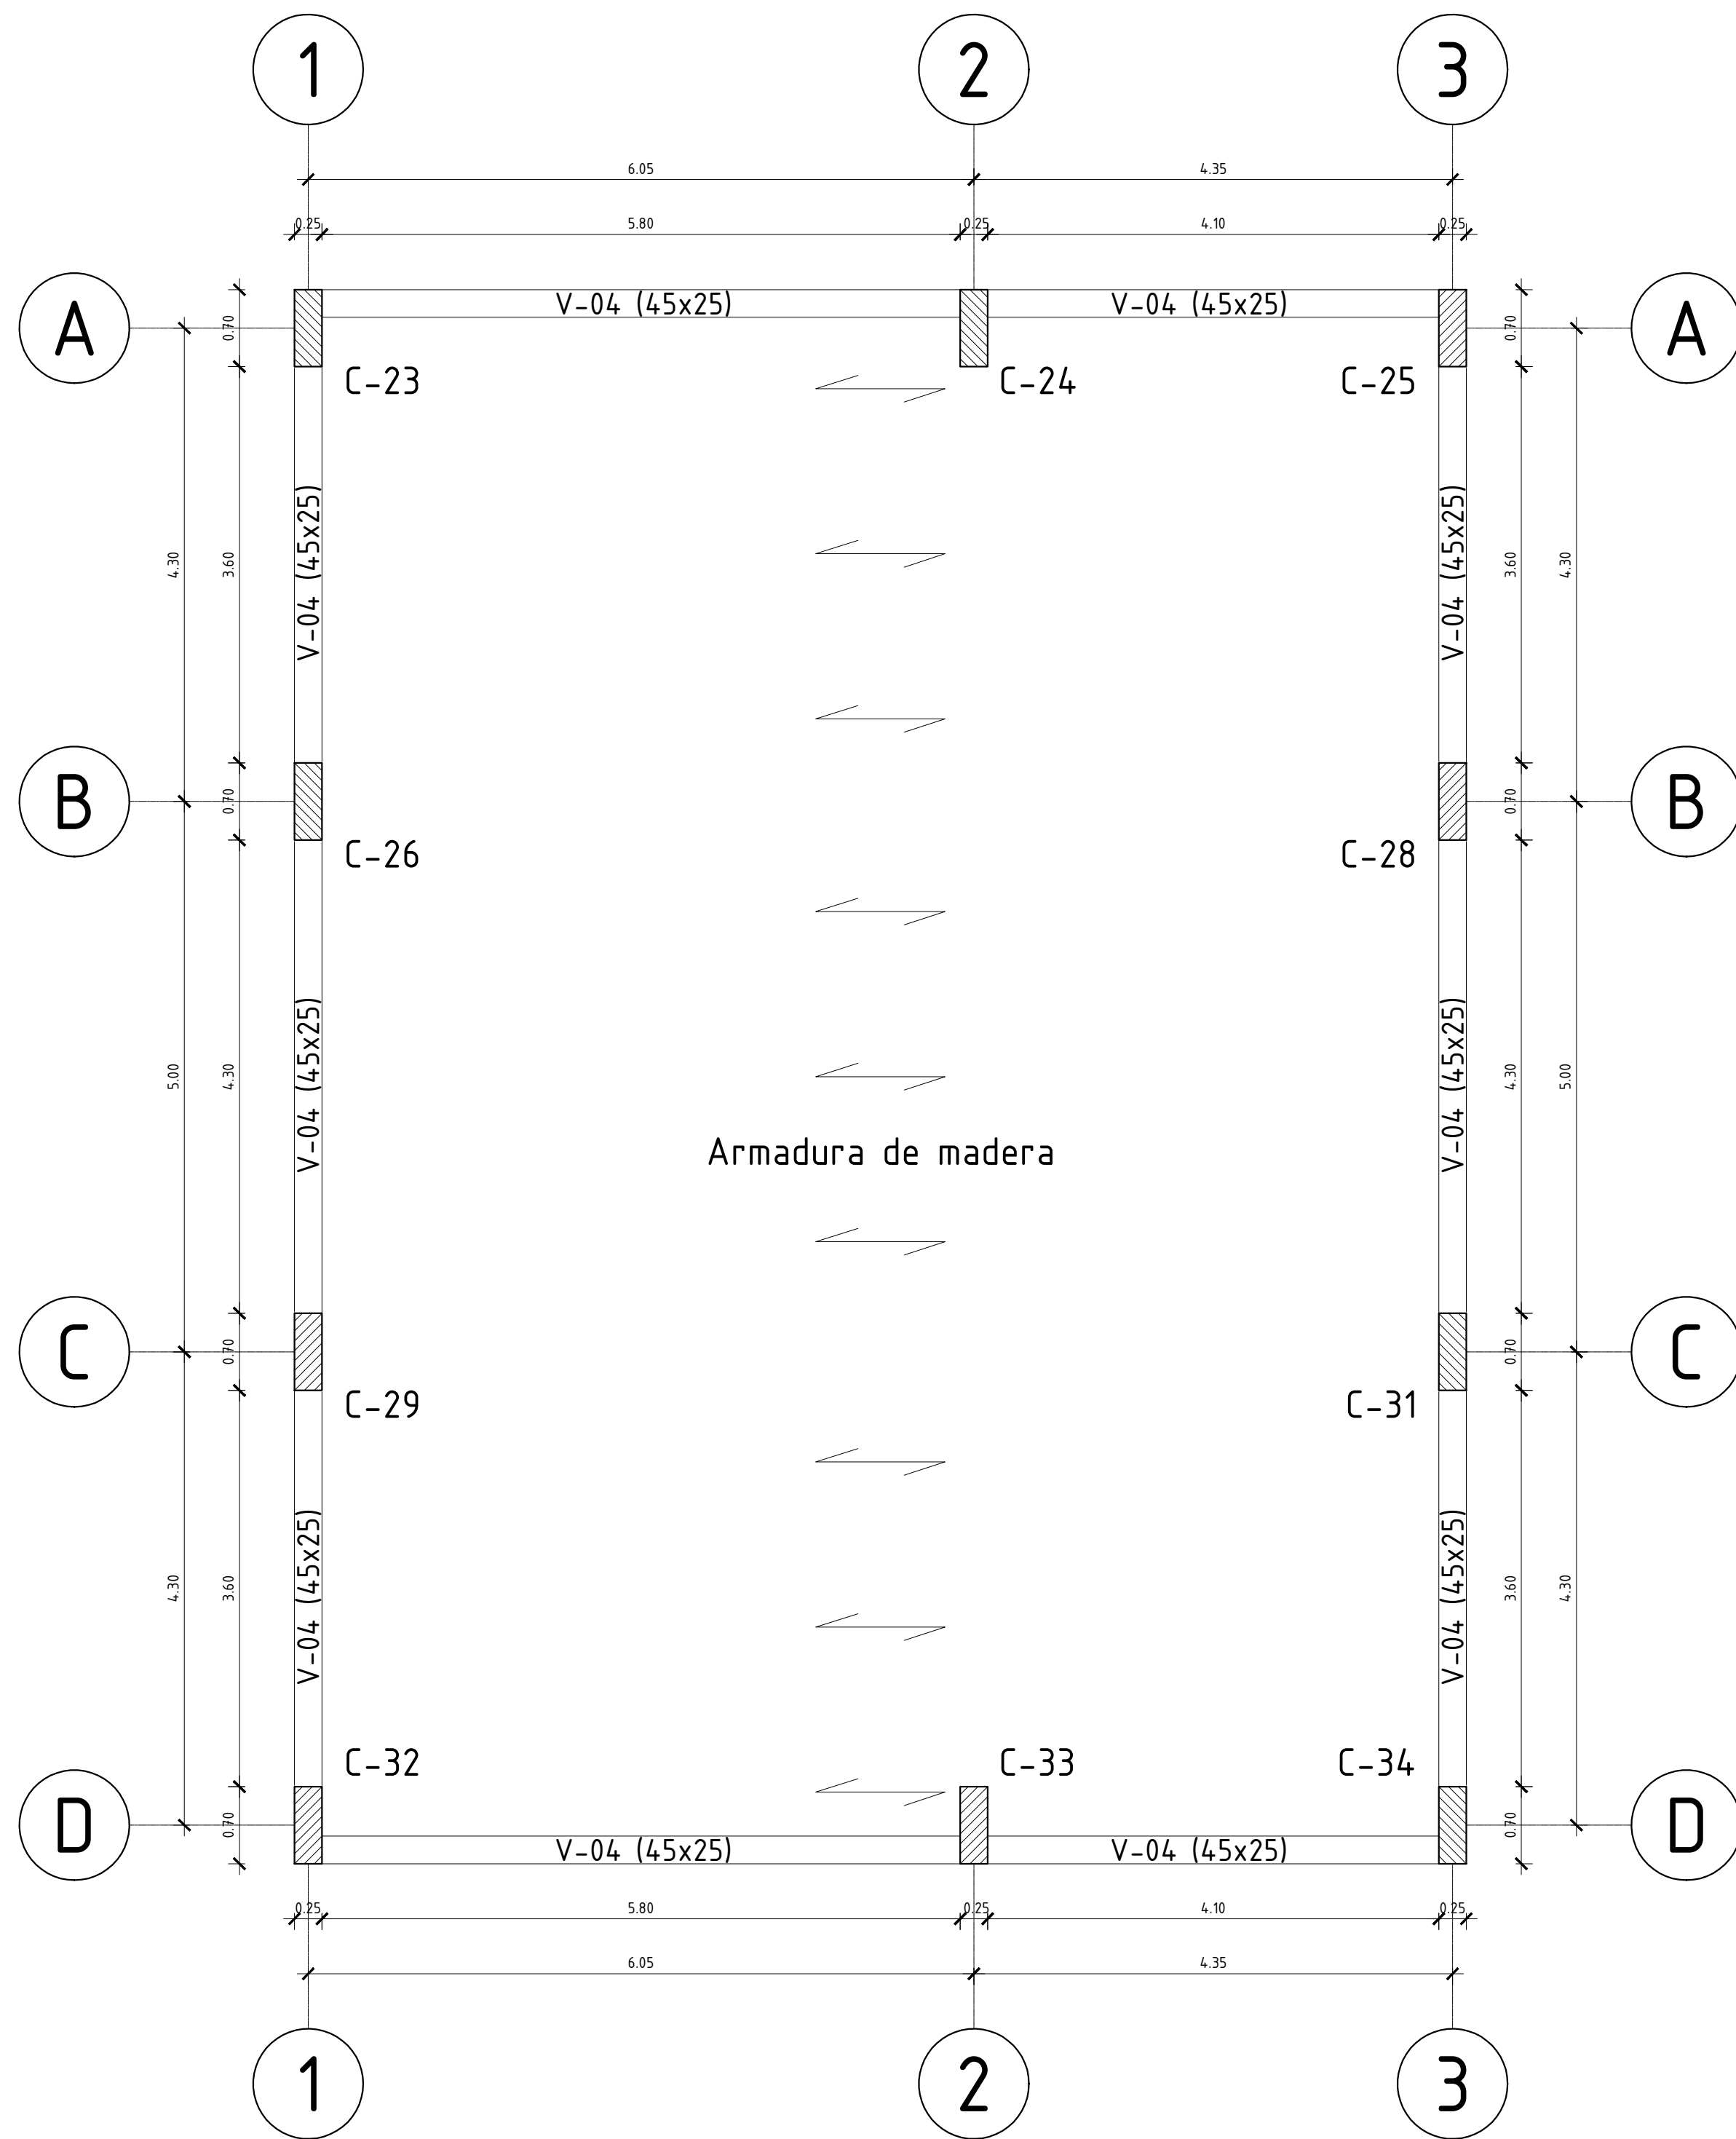 1 2 3
6.05 4.35
0.25 5.80 0.25 4.10 0.25
A 0.70 V-04 (45x25) V-04 (45x25) 0.70 A
C-23 C-24 C-25
4.30 3.60 V-04 (45x25) V-04 (45x25) 3.60 4.30
B 0.70 0.70 B
C-26 C-28
5.00 4.30 V-04 (45x25) V-04 (45x25) 4.30 5.00
Armadura de madera
C 0.70 0.70 C
C-29 C-31
4.30 3.60 V-04 (45x25) V-04 (45x25) 3.60 4.30
C-32 C-33 C-34
D 0.70 0.70 D
V-04 (45x25) V-04 (45x25)
0.25 5.80 0.25 4.10 0.25
6.05 4.35
1 2 3